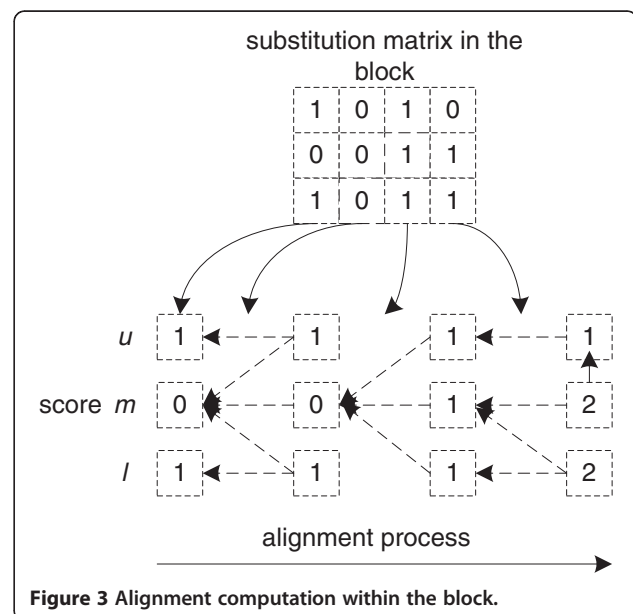 substitution matrix in the
block
1 0 1 0
0 0 1 1
1 0 1 1
u 1 1 1 1
score m 0 0 1 2
l 1 1 1 2
alignment process
Figure 3 Alignment computation within the block.